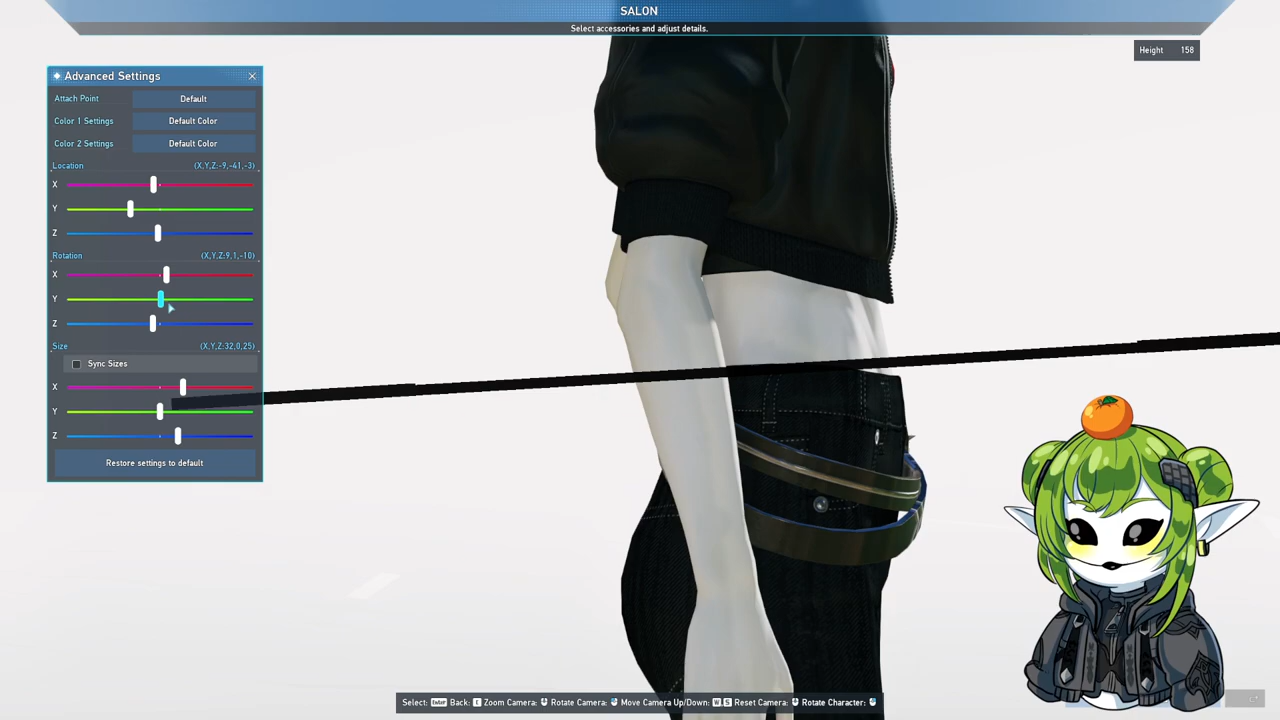 SALON
Select accessories and adjust details.
Height 158
Advanced Settings
Attach Point Default
Color 1 Settings Default Color
Color 2 Settings Default Color
Location (X,Y,Z:-9,-41,-3)
X
Y
Z
Rotation (X,Y,Z:9,1,-10)
X
Y
Z
Size (X,Y,Z:32,0,25)
Sync Sizes
X
Y
Z
Restore settings to default
Select: Enter Back: E Zoom Camera: Rotate Camera: Move Camera Up/Down: W,S Reset Camera: Rotate Character: